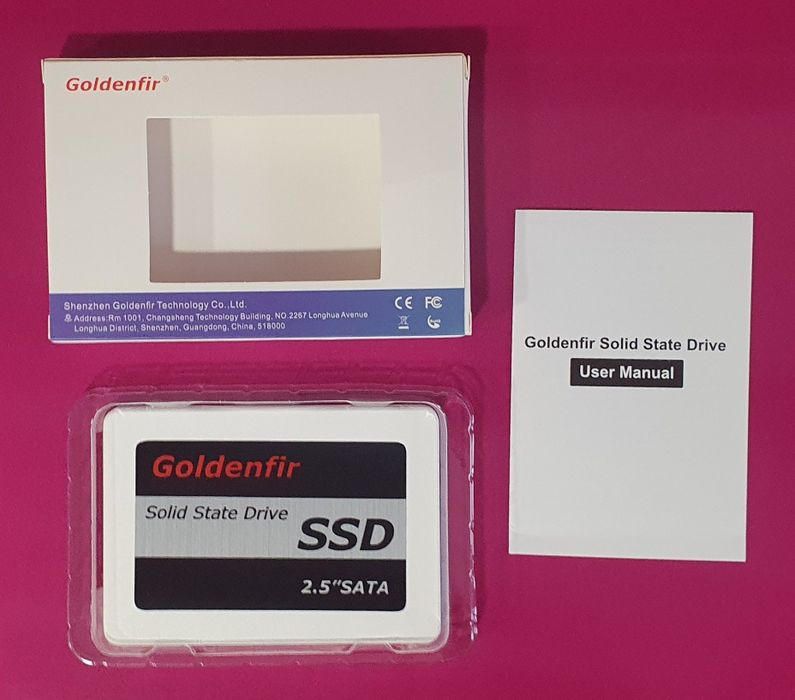 Goldenfir®
Shenzhen Goldenfir Technology Co.,Ltd.
Address:Rm 1001, Changsheng Technology Building, NO.2267 Longhua Avenue
Longhua District, Shenzhen, Guangdong, China, 518000
CE FC
Goldenfir Solid State Drive
User Manual
Goldenfir
Solid State Drive
SSD
2.5"SATA